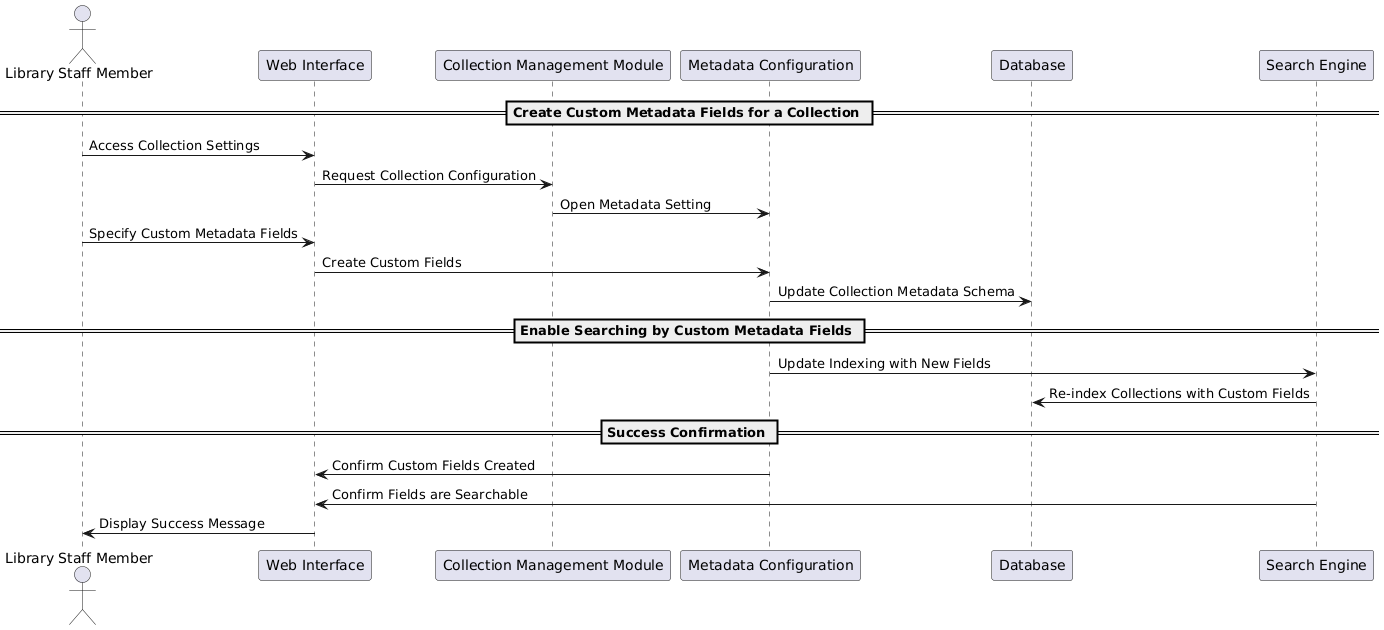 Library Staff Member
Web Interface
Collection Management Module
Metadata Configuration
Database
Search Engine
Create Custom Metadata Fields for a Collection
Access Collection Settings
Request Collection Configuration
Open Metadata Setting
Specify Custom Metadata Fields
Create Custom Fields
Update Collection Metadata Schema
Enable Searching by Custom Metadata Fields
Update Indexing with New Fields
Re-index Collections with Custom Fields
Success Confirmation
Confirm Custom Fields Created
Confirm Fields are Searchable
Display Success Message
Library Staff Member
Web Interface
Collection Management Module
Metadata Configuration
Database
Search Engine